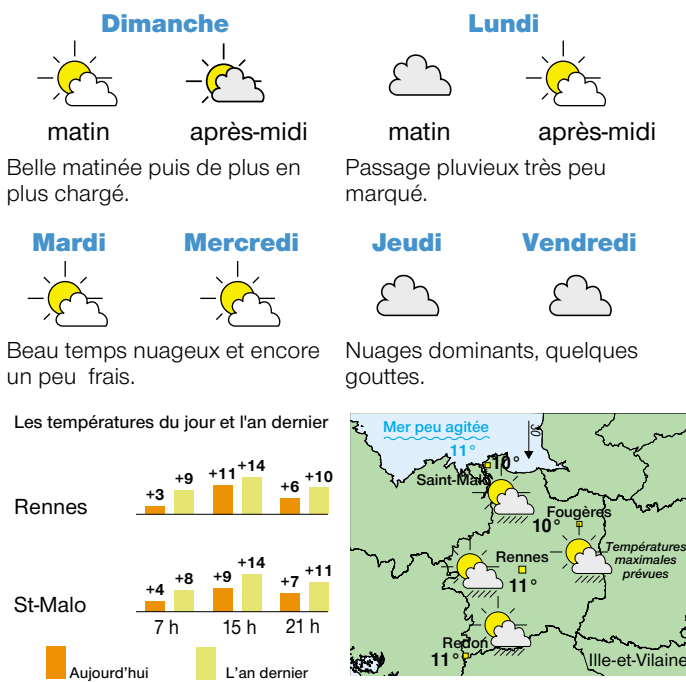 Dimanche
matin après-midi
Belle matinée puis de plus en
plus chargé.
Lundi
matin après-midi
Passage pluvieux très peu
marqué.
Mardi Mercredi
Beau temps nuageux et encore
un peu frais.
Jeudi Vendredi
Nuages dominants, quelques
gouttes.
Les températures du jour et l'an dernier
Rennes
+3 +9 +11 +14 +6 +10
St-Malo
+4 +8 +9 +14 +7 +11
7 h 15 h 21 h
Aujourd'hui L'an dernier
Mer peu agitée
11°
30
10°
Saint-Malo
Fougères
10°
Températures
maximales
prévues
Rennes
11°
Redon
11°
Ille-et-Vilaine